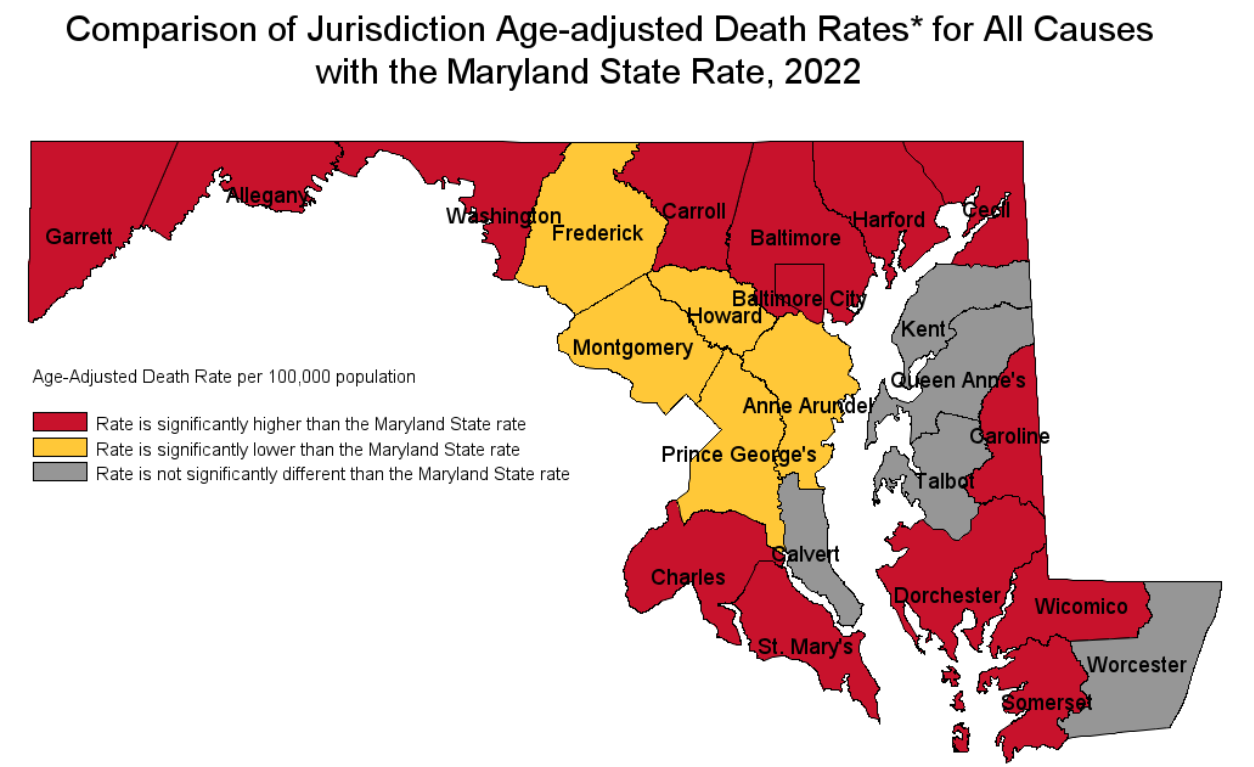 Comparison of Jurisdiction Age-adjusted Death Rates* for All Causes
with the Maryland State Rate, 2022
Garrett
Allegany
Washington
Frederick
Carroll
Baltimore
Harford
Cecil
Baltimore City
Howard
Montgomery
Kent
Queen Anne's
Anne Arundel
Caroline
Prince George's
Talbot
Age-Adjusted Death Rate per 100,000 population
Rate is significantly higher than the Maryland State rate
Rate is significantly lower than the Maryland State rate
Rate is not significantly different than the Maryland State rate
Calvert
Charles
Dorchester
Wicomico
St. Mary's
Worcester
Somerset